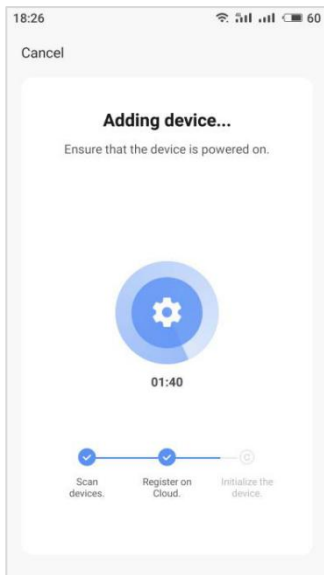 18:26
60
Cancel
Adding device...
Ensure that the device is powered on.
01:40
Scan
devices.
Register on
Cloud.
Initialize the
device.